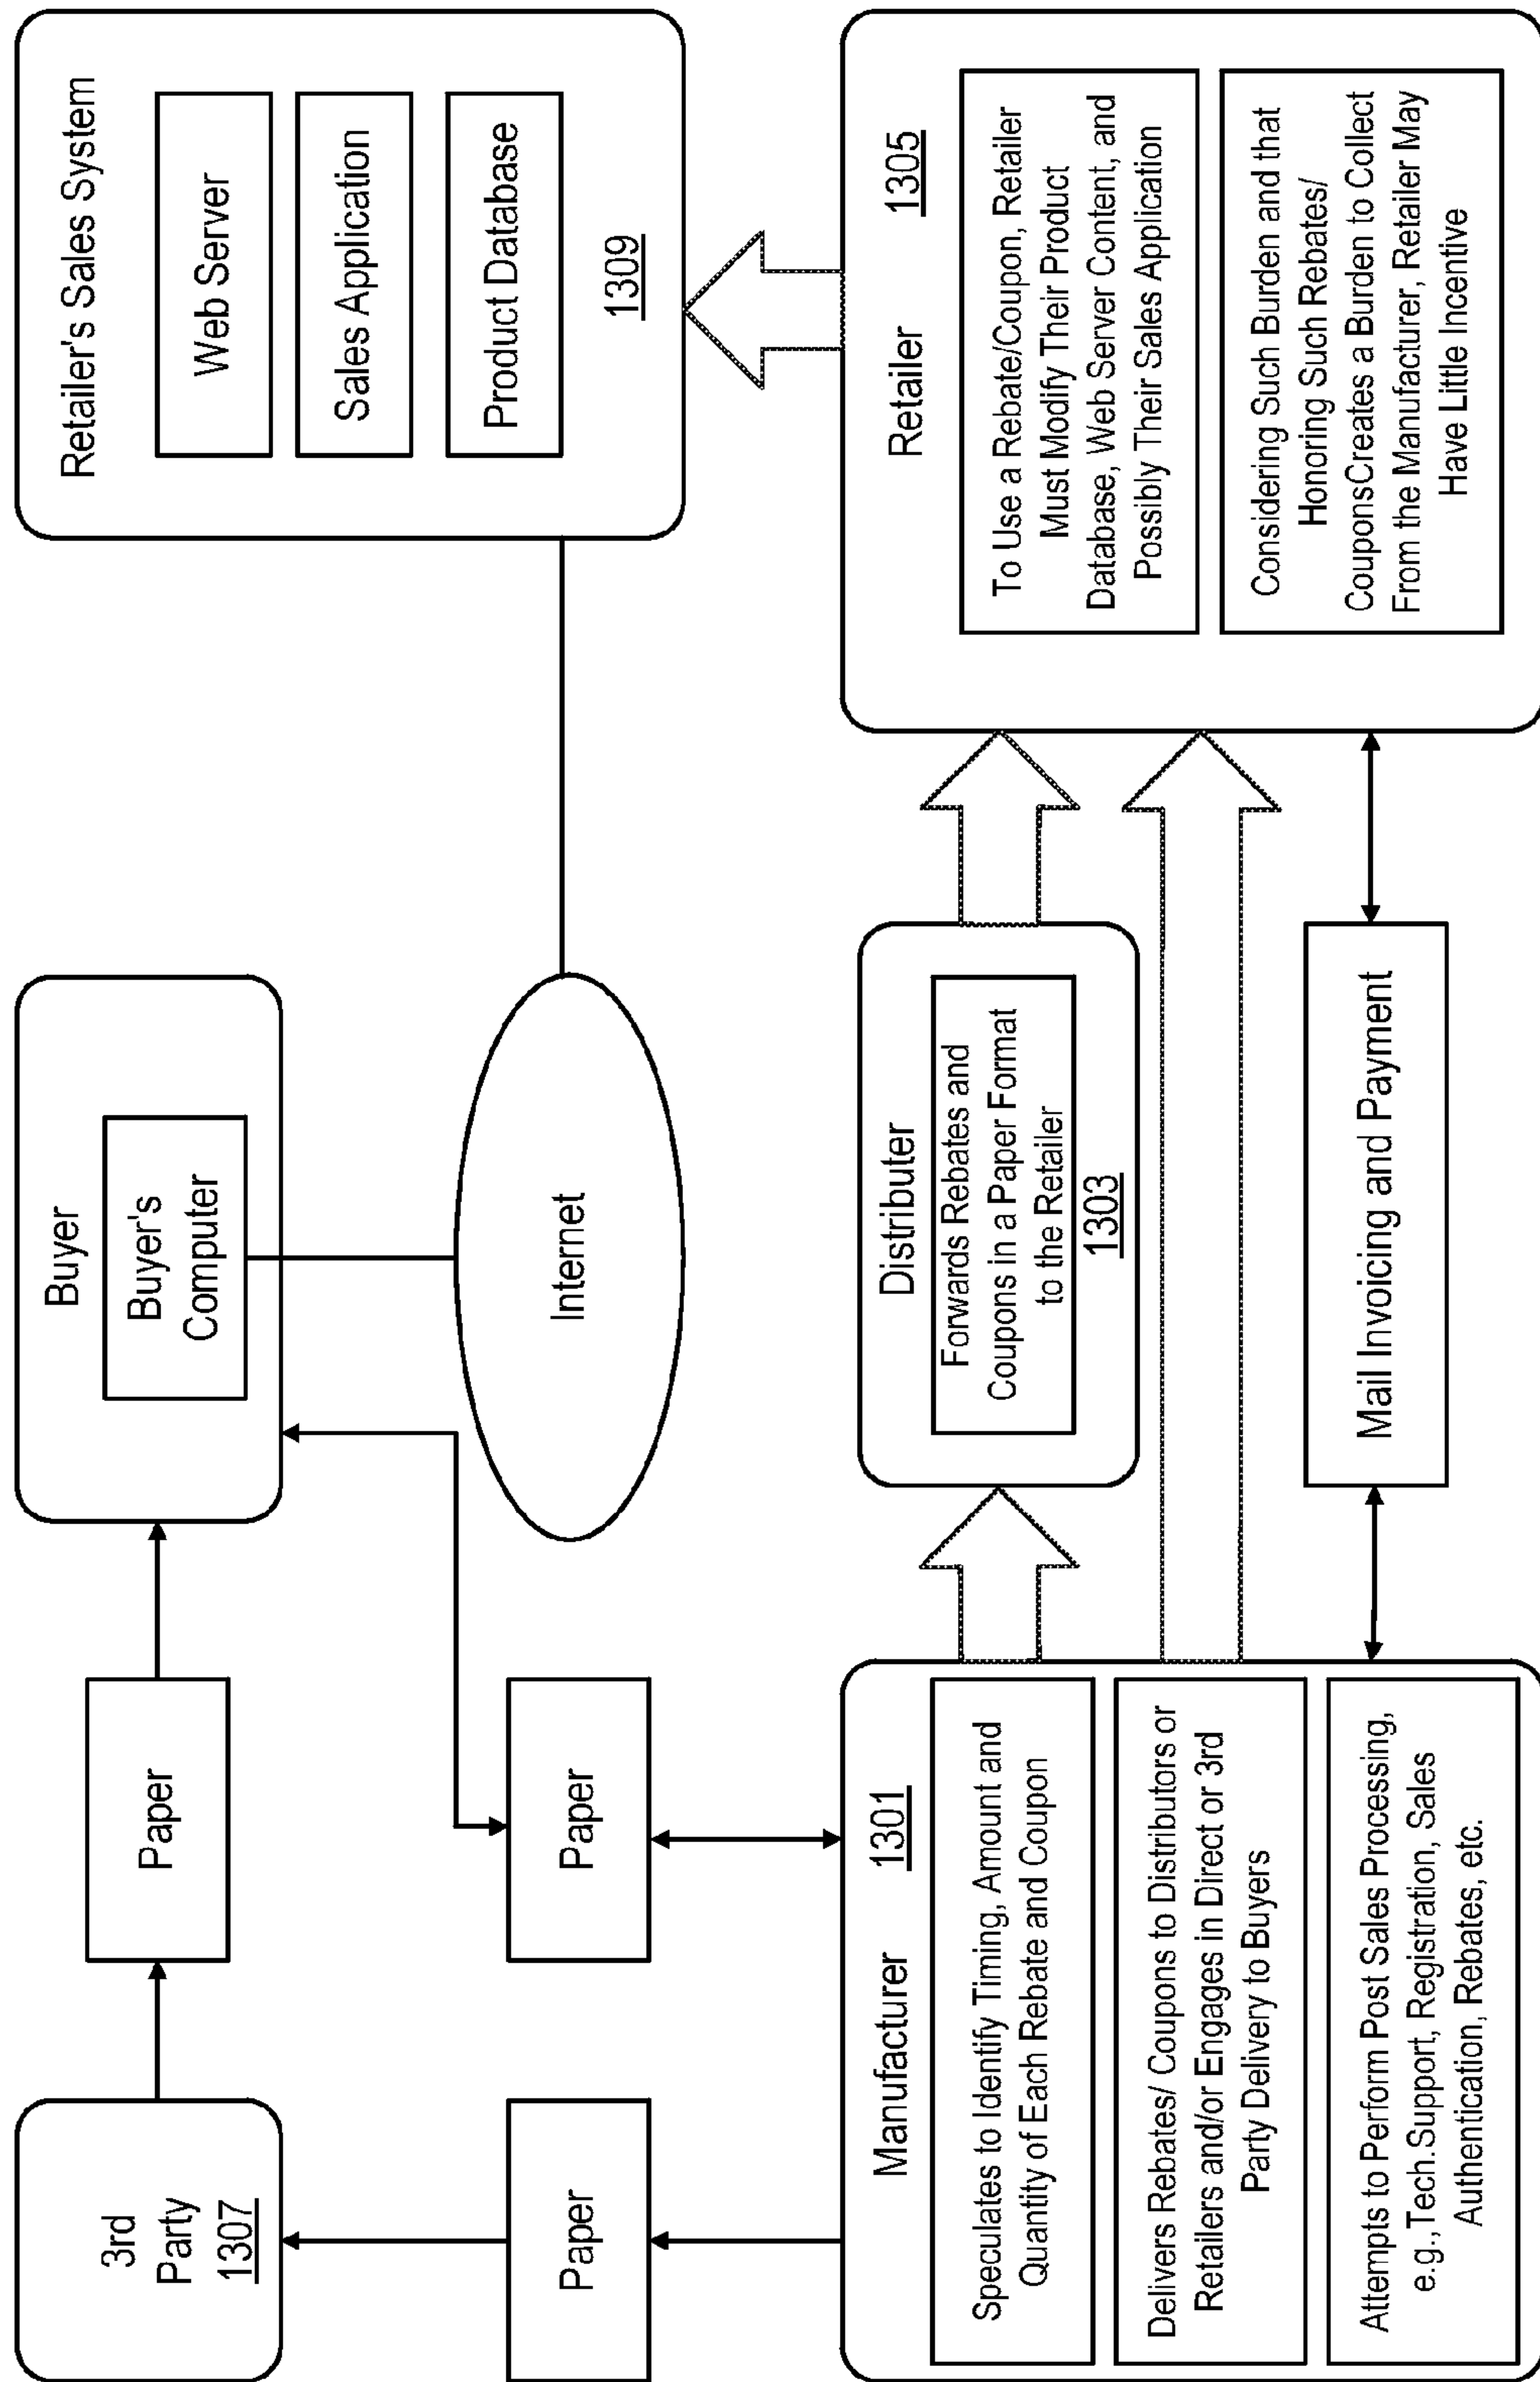 3rd
Party
1307
Paper
Buyer
Buyer's
Computer
Retailer's Sales System
Web Server
Sales Application
Product Database
1309
Paper
Paper
Internet
Manufacturer 1301
Speculates to Identify Timing, Amount and
Quantity of Each Rebate and Coupon
Delivers Rebates/ Coupons to Distributors or
Retailers and/or Engages in Direct or 3rd
Party Delivery to Buyers
Attempts to Perform Post Sales Processing,
e.g.,Tech.Support, Registration, Sales
Authentication, Rebates, etc.
Distributer
Forwards Rebates and
Coupons in a Paper Format
to the Retailer
1303
Mail Invoicing and Payment
Retailer 1305
To Use a Rebate/Coupon, Retailer
Must Modify Their Product
Database, Web Server Content, and
Possibly Their Sales Application
Considering Such Burden and that
Honoring Such Rebates/
CouponsCreates a Burden to Collect
From the Manufacturer, Retailer May
Have Little Incentive